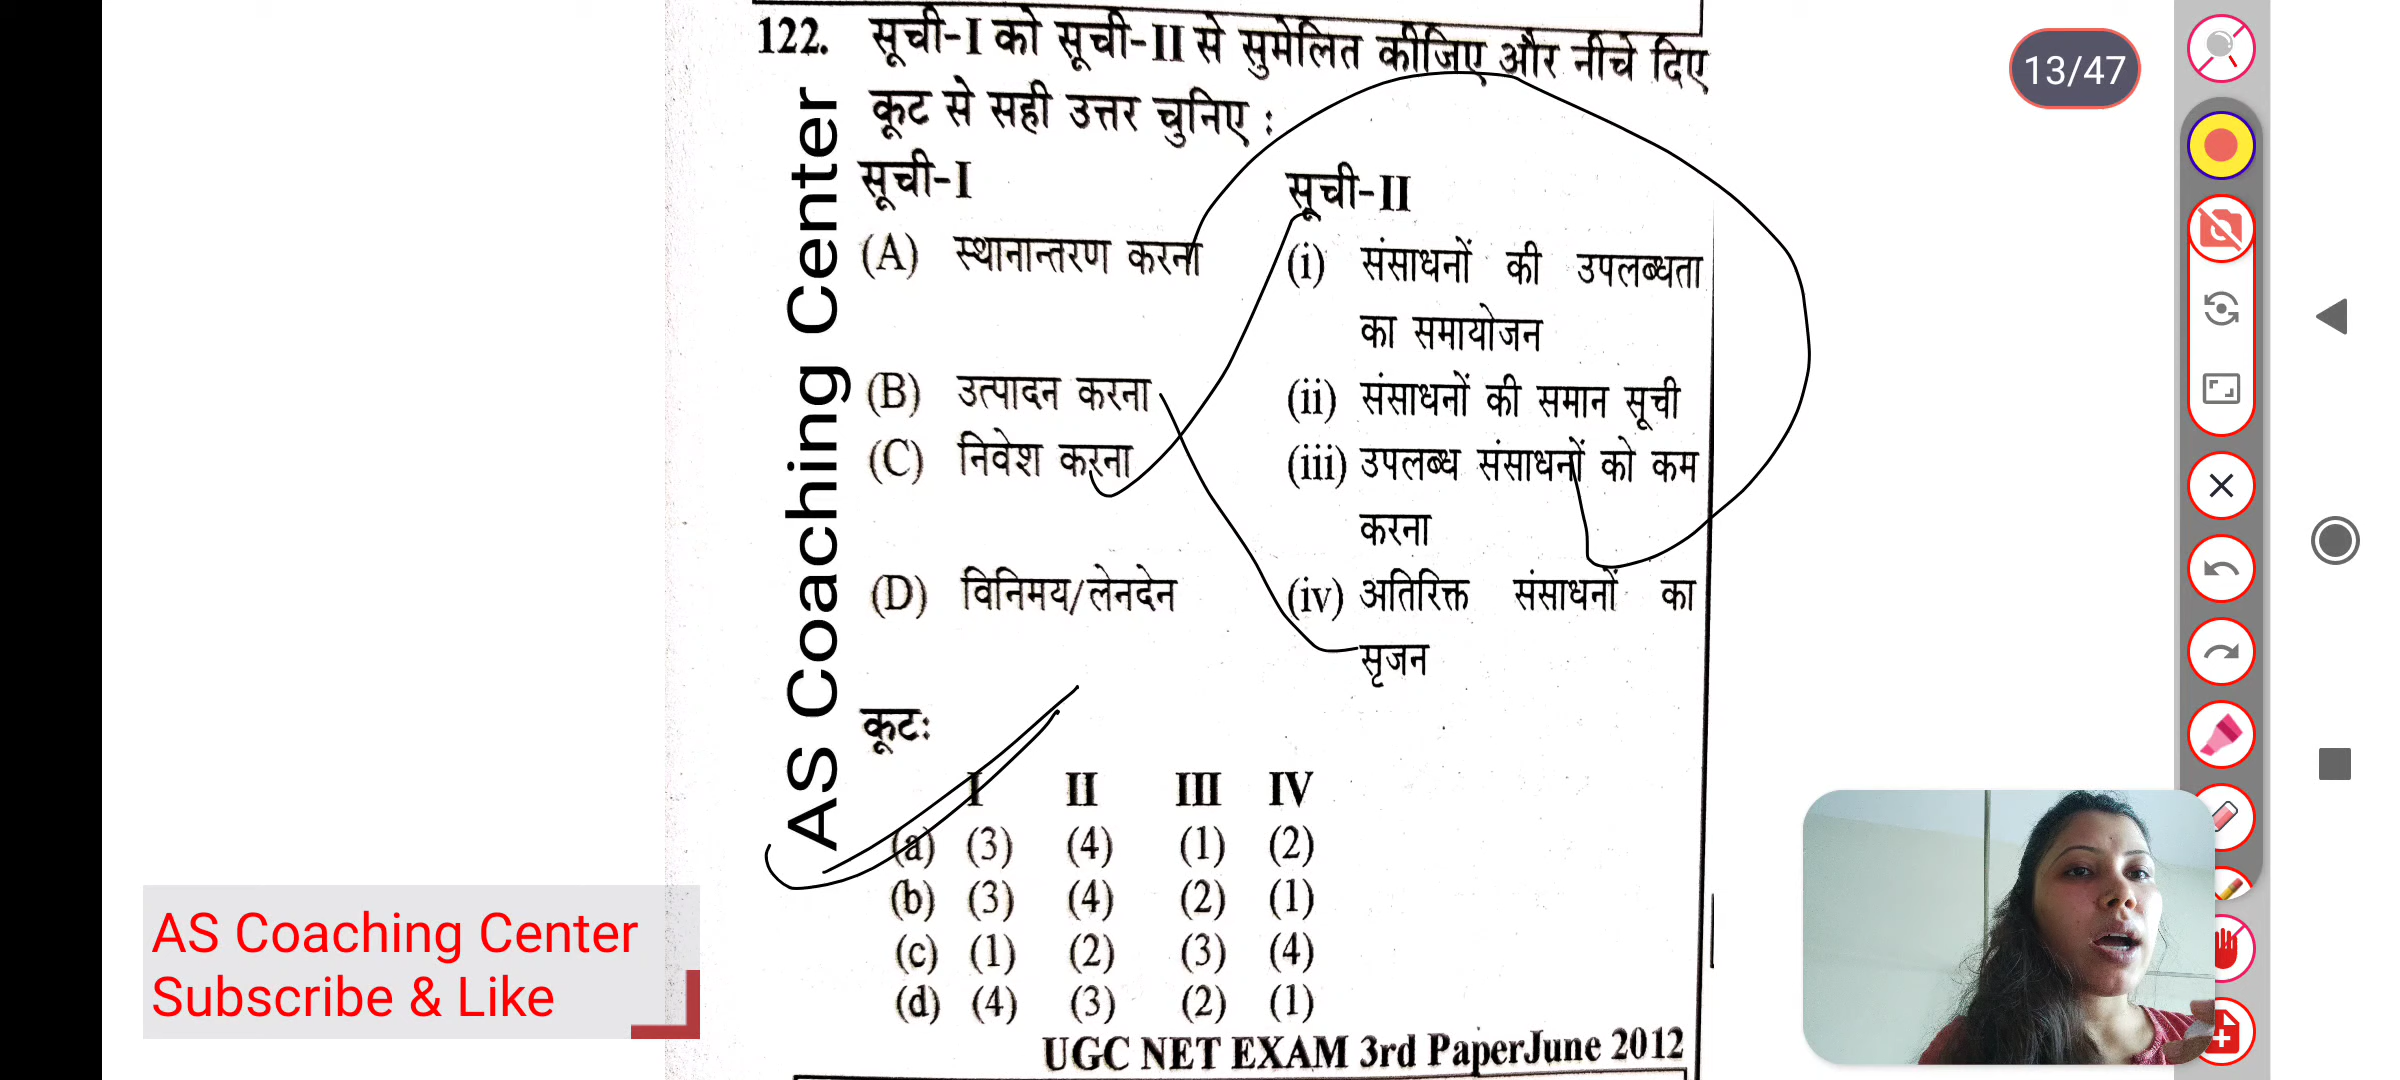 122. सूची-I को सूची-II से सुमेलित कीजिए और नीचे दिए
कूट से सही उत्तर चुनिए :
सूची-I सूची-II
(A) स्थानान्तरण करना (i) संसाधनों की उपलब्धता
का समायोजन
(B) उत्पादन करना (ii) संसाधनों की समान सूची
(C) निवेश करना (iii) उपलब्ध संसाधनों को कम
करना
(D) विनिमय/लेनदेन (iv) अतिरिक्त संसाधनों का
सृजन
कूटः
I II III IV
(a) (3) (4) (1) (2)
(b) (3) (4) (2) (1)
(c) (1) (2) (3) (4)
(d) (4) (3) (2) (1)
UGC NET EXAM 3rd PaperJune 2012
AS Coaching Center
AS Coaching Center
Subscribe & Like
13/47